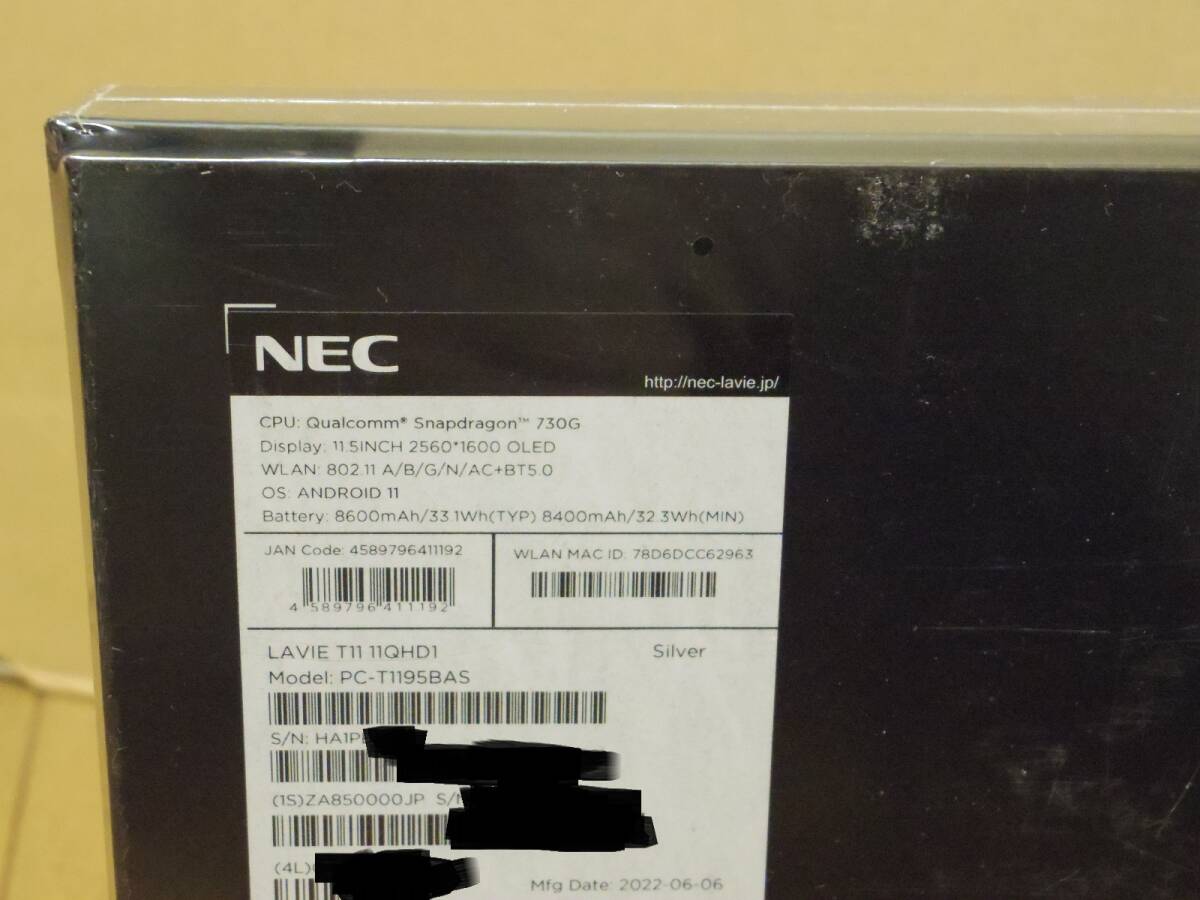 NEC
http://nec-lavie.jp/
CPU: Qualcomm® Snapdragon™ 730G
Display: 11.5INCH 2560*1600 OLED
WLAN: 802.11 A/B/G/N/AC+BT5.0
OS: ANDROID 11
Battery: 8600mAh/33.1Wh(TYP) 8400mAh/32.3Wh(MIN)
JAN Code: 4589796411192
4 589796 411192
WLAN MAC ID: 78D6DCC62963
LAVIE T11 11QHD1 Silver
Model: PC-T1195BAS
S/N: HA1P
(1S)ZA850000JP S/N
(4L)
Mfg Date: 2022-06-06